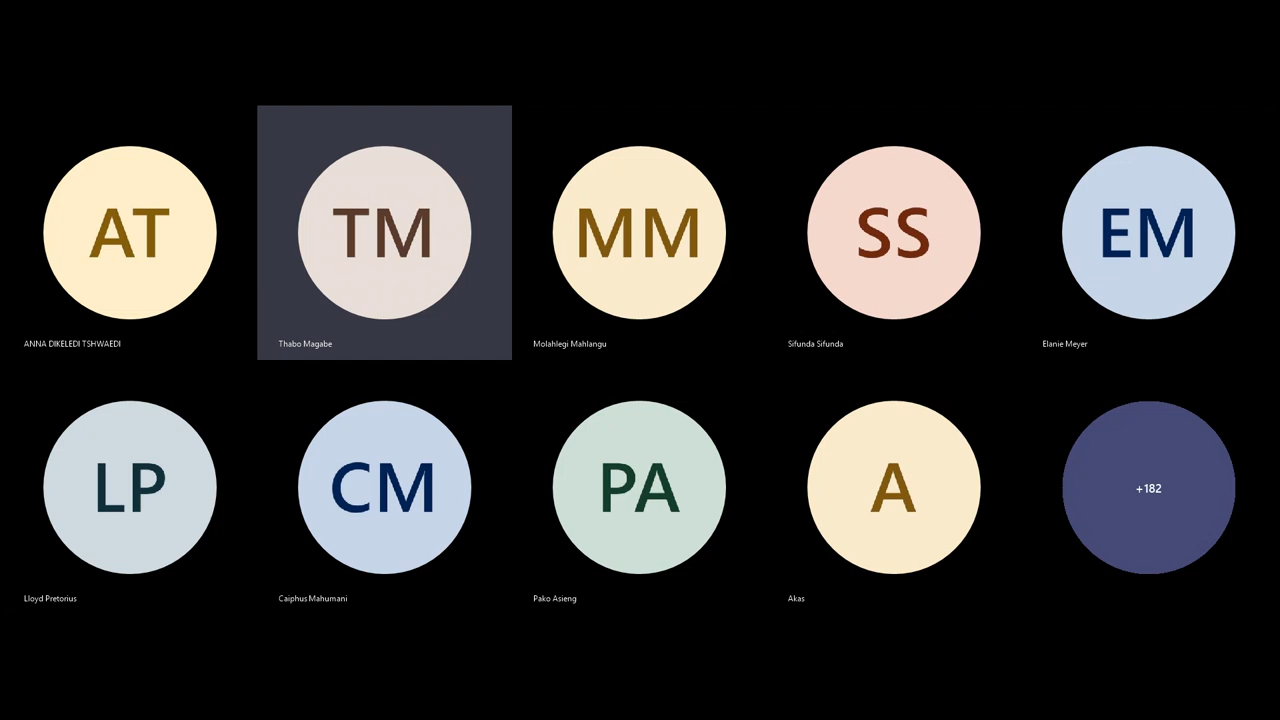 AT
TM
MM
SS
EM
ANNA DIKELEDI TSHWAEDI
Thabo Magabe
Molahlegi Mahlangu
Sifunda Sifunda
Elanie Meyer
LP
CM
PA
A
+182
Lloyd Pretorius
Caiphus Mahumani
Pako Asieng
Akas